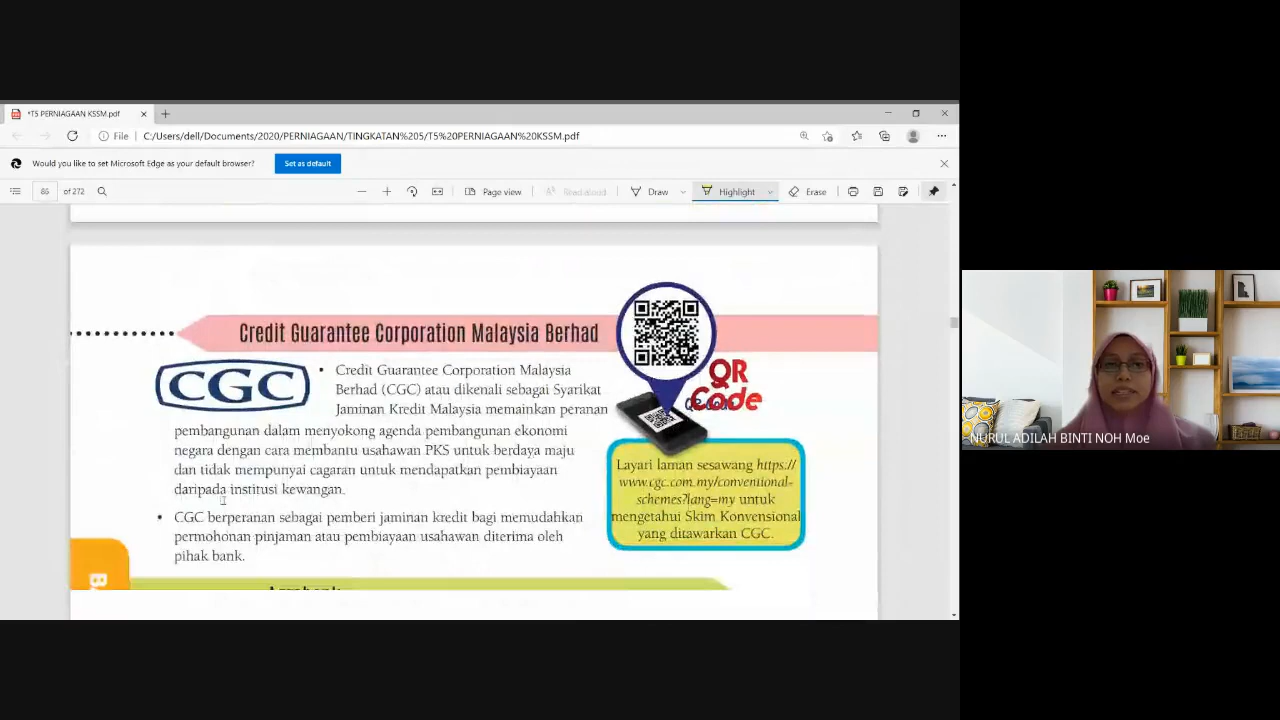 *T5 PERNIAGAAN KSSM.pdf
File
C:/Users/dell/Documents/2020/PERNIAGAAN/TINGKATAN%205/T5%20PERNIAGAAN%20KSSM.pdf
Would you like to set Microsoft Edge as your default browser?
Set as default
86 of 272
Page view
Read aloud
Draw
Highlight
Erase
Credit Guarantee Corporation Malaysia Berhad
CGC
• Credit Guarantee Corporation Malaysia
Berhad (CGC) atau dikenali sebagai Syarikat
Jaminan Kredit Malaysia memainkan peranan
pembangunan dalam menyokong agenda pembangunan ekonomi
negara dengan cara membantu usahawan PKS untuk berdaya maju
dan tidak mempunyai cagaran untuk mendapatkan pembiayaan
daripada institusi kewangan.
• CGC berperanan sebagai pemberi jaminan kredit bagi memudahkan
permohonan pinjaman atau pembiayaan usahawan diterima oleh
pihak bank.
QR
Code
Layari laman sesawang https://
www.cgc.com.my/conventional-
schemes?lang=my untuk
mengetahui Skim Konvensional
yang ditawarkan CGC.
NURUL ADILAH BINTI NOH Moe